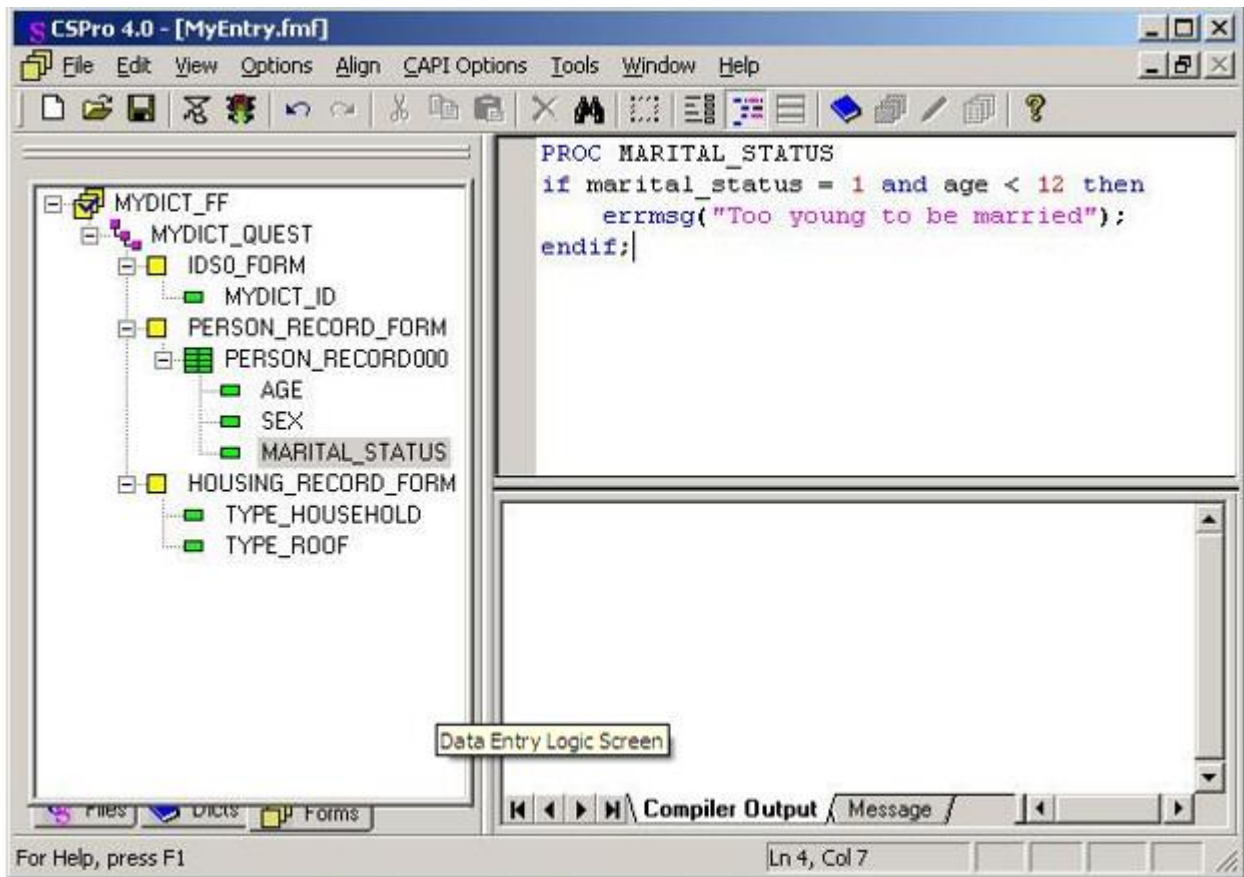 CSPro 4.0 - [MyEntry.fmf]
File Edit View Options Align CAPI Options Tools Window Help
MYDICT_FF
MYDICT_QUEST
IDS0_FORM
MYDICT_ID
PERSON_RECORD_FORM
PERSON_RECORD000
AGE
SEX
MARITAL_STATUS
HOUSING_RECORD_FORM
TYPE_HOUSEHOLD
TYPE_ROOF
PROC MARITAL_STATUS
if marital_status = 1 and age < 12 then
errmsg("Too young to be married");
endif;
Data Entry Logic Screen
Files Dicts Forms
Compiler Output Message
For Help, press F1 Ln 4, Col 7